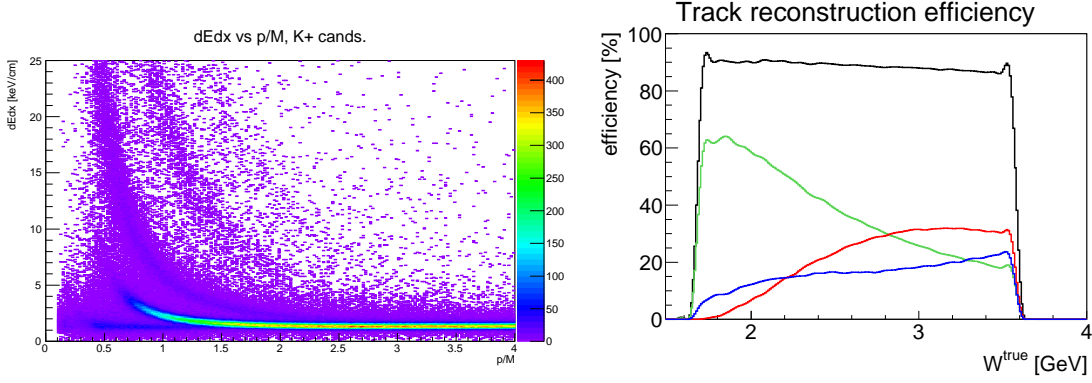 dEdx vs p/M, K+ cands.
dEdx [keV/cm]
25
20
15
10
5
0
0 0.5 1 1.5 2 2.5 3 3.5 4
p/M
400
350
300
250
200
150
100
50
0
Track reconstruction efficiency
efficiency [%]
100
80
60
40
20
0
2 3 4
W^true [GeV]